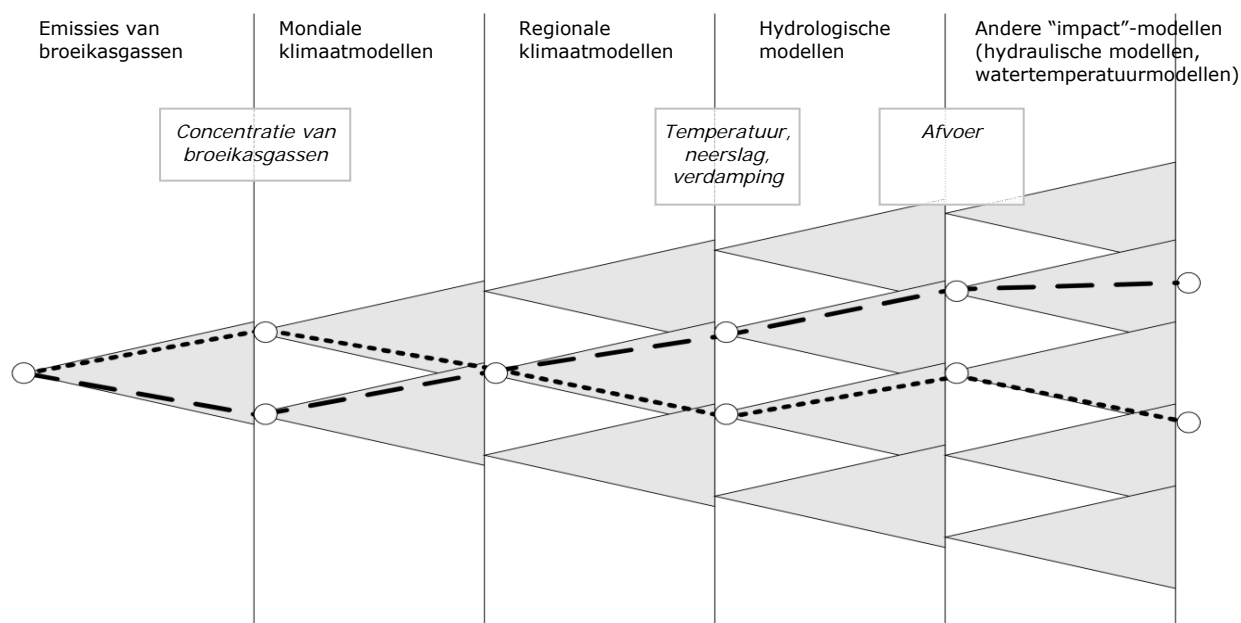 Emissies van
broeikasgassen
Mondiale
klimaatmodellen
Regionale
klimaatmodellen
Hydrologische
modellen
Andere “impact”-modellen
(hydraulische modellen,
watertemperatuurmodellen)
Concentratie van
broeikasgassen
Temperatuur,
neerslag,
verdamping
Afvoer